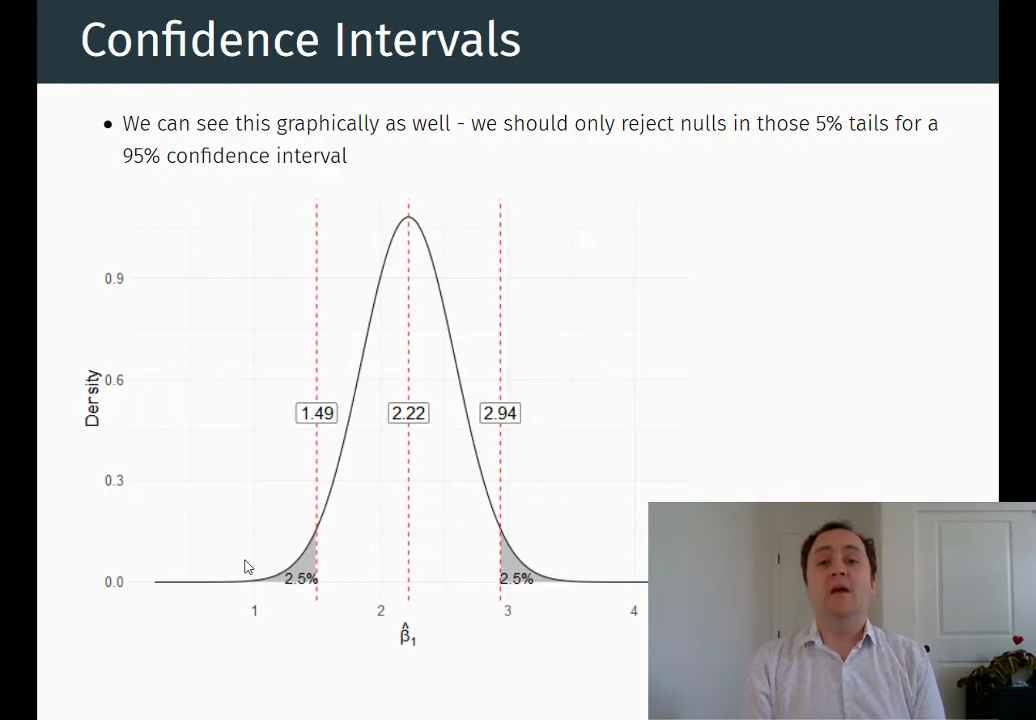 Confidence Intervals
• We can see this graphically as well - we should only reject nulls in those 5% tails for a
95% confidence interval
0.9
0.6
0.3
0.0
Density
1.49
2.22
2.94
2.5%
2.5%
1
2
3
4
β̂₁